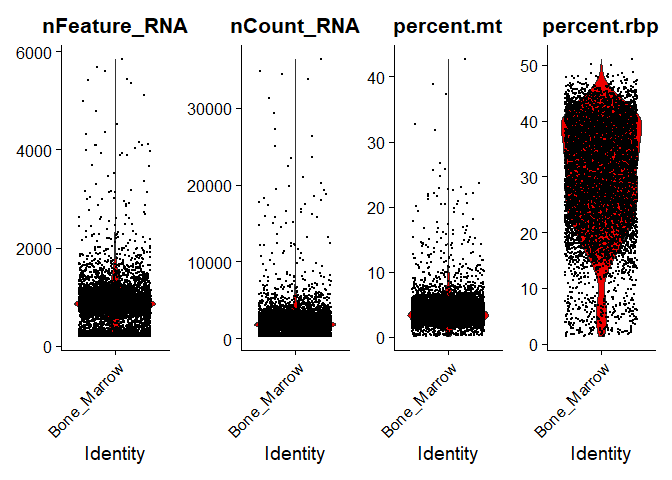 nFeature_RNA
6000
4000
2000
0
Bone_Marrow
Identity
nCount_RNA
30000
20000
10000
0
Bone_Marrow
Identity
percent.mt
40
30
20
10
0
Bone_Marrow
Identity
percent.rbp
50
40
30
20
10
0
Bone_Marrow
Identity